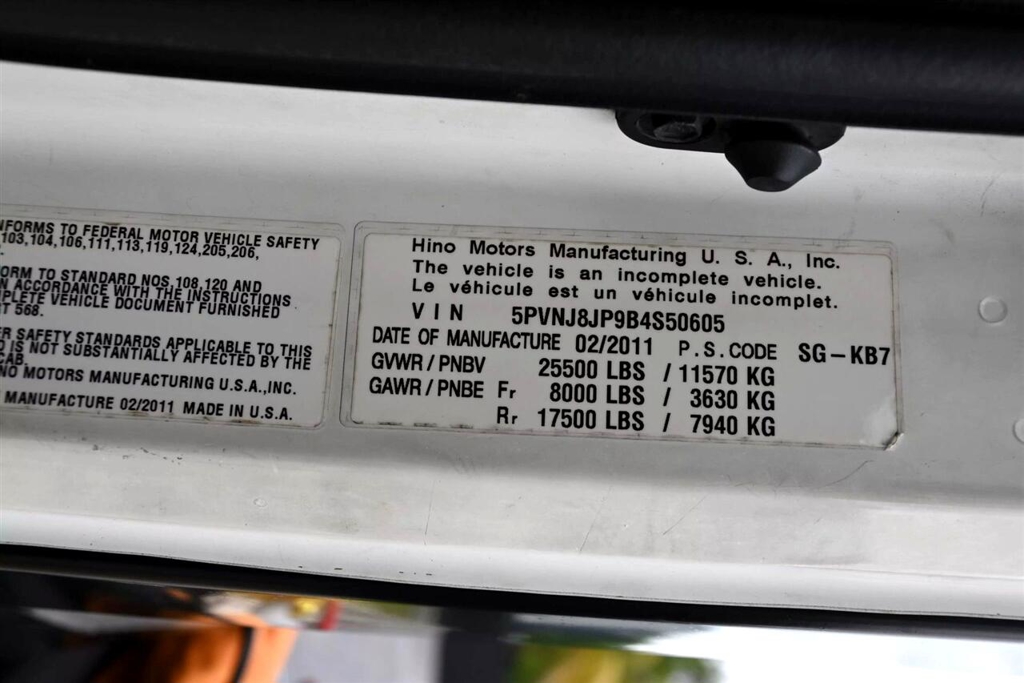 NFORMS TO FEDERAL MOTOR VEHICLE SAFETY
103,104,106,111,113,119,124,205,206,
ORM TO STANDARD NOS.108,120 AND
N ACCORDANCE WITH THE INSTRUCTIONS
PLETE VEHICLE DOCUMENT FURNISHED
T 568.
R SAFETY STANDARDS APPLICABLE TO THIS
IS NOT SUBSTANTIALLY AFFECTED BY THE
CAB.
NO MOTORS MANUFACTURING U.S.A.,INC.
MANUFACTURE 02/2011 MADE IN U.S.A.
Hino Motors Manufacturing U. S. A., Inc.
The vehicle is an incomplete vehicle.
Le véhicule est un véhicule incomplet.
VIN 5PVNJ8JP9B4S50605
DATE OF MANUFACTURE 02/2011 P.S.CODE SG-KB7
GVWR/PNBV 25500 LBS / 11570 KG
GAWR/PNBE Fr 8000 LBS / 3630 KG
Rr 17500 LBS / 7940 KG